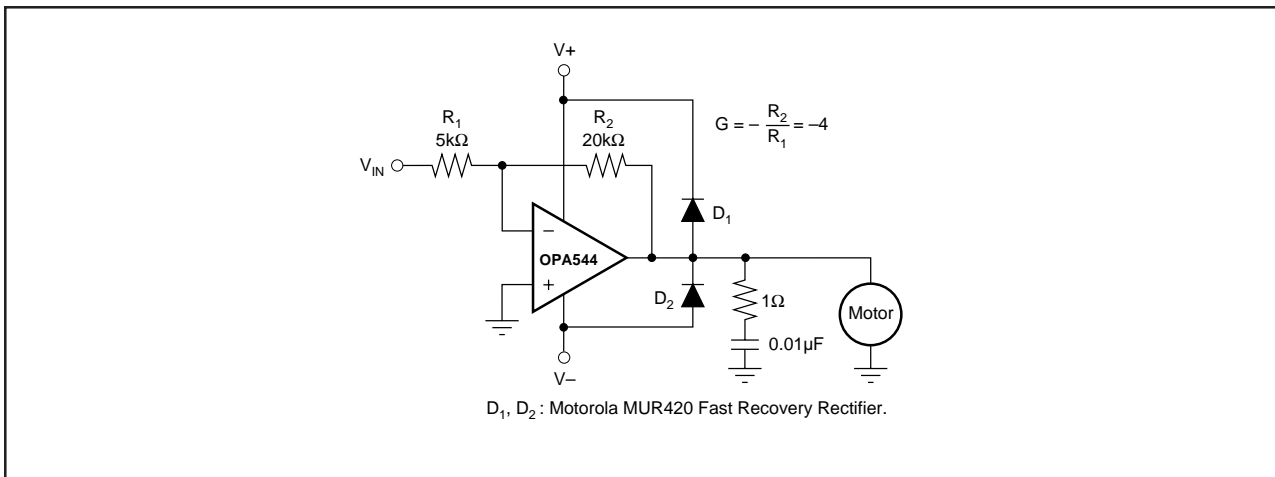 V+
R1
5kΩ
R2
20kΩ
G = – R2/R1 = –4
VIN
D1
–
OPA544
+
D2
1Ω
Motor
0.01µF
V–
D1, D2 : Motorola MUR420 Fast Recovery Rectifier.